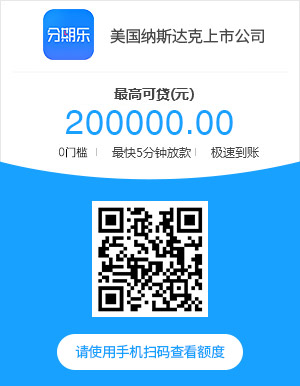 分期乐
美国纳斯达克上市公司
最高可贷(元)
200000.00
0门槛 | 最快5分钟放款 | 极速到账
请使用手机扫码查看额度